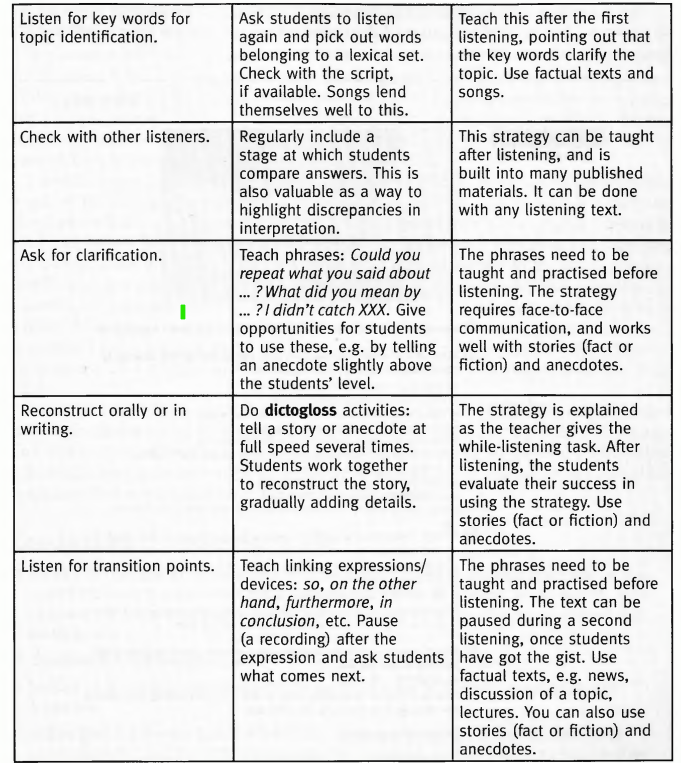 Listen for key words for
topic identification.
Ask students to listen
again and pick out words
belonging to a lexical set.
Check with the script,
if available. Songs lend
themselves well to this.
Teach this after the first
listening, pointing out that
the key words clarify the
topic. Use factual texts and
songs.
Check with other listeners.
Regularly include a
stage at which students
compare answers. This is
also valuable as a way to
highlight discrepancies in
interpretation.
This strategy can be taught
after listening, and is
built into many published
materials. It can be done
with any listening text.
Ask for clarification.
Teach phrases: Could you
repeat what you said about
... ? What did you mean by
... ? I didn't catch XXX. Give
opportunities for students
to use these, e.g. by telling
an anecdote slightly above
the students' level.
The phrases need to be
taught and practised before
listening. The strategy
requires face-to-face
communication, and works
well with stories (fact or
fiction) and anecdotes.
Reconstruct orally or in
writing.
Do dictogloss activities:
tell a story or anecdote at
full speed several times.
Students work together
to reconstruct the story,
gradually adding details.
The strategy is explained
as the teacher gives the
while-listening task. After
listening, the students
evaluate their success in
using the strategy. Use
stories (fact or fiction) and
anecdotes.
Listen for transition points.
Teach linking expressions/
devices: so, on the other
hand, furthermore, in
conclusion, etc. Pause
(a recording) after the
expression and ask students
what comes next.
The phrases need to be
taught and practised before
listening. The text can be
paused during a second
listening, once students
have got the gist. Use
factual texts, e.g. news,
discussion of a topic,
lectures. You can also use
stories (fact or fiction) and
anecdotes.